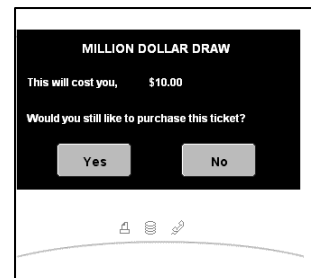 MILLION DOLLAR DRAW
This will cost you, $10.00
Would you still like to purchase this ticket?
Yes No